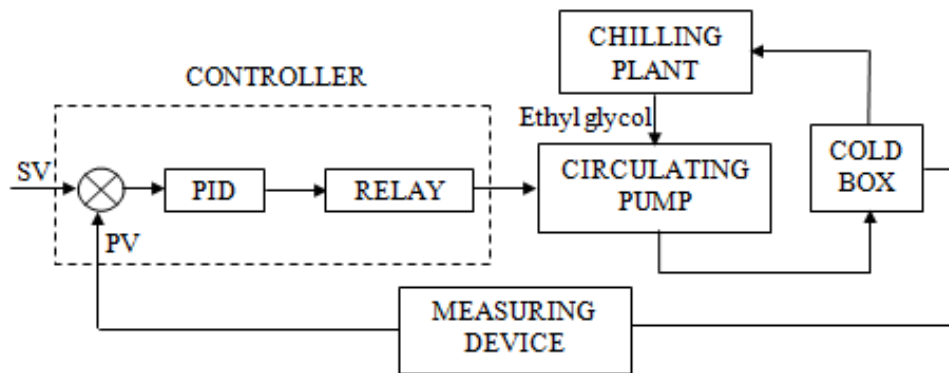 CHILLING
PLANT
CONTROLLER
Ethyl glycol
SV
PID
RELAY
CIRCULATING
PUMP
COLD
BOX
PV
MEASURING
DEVICE